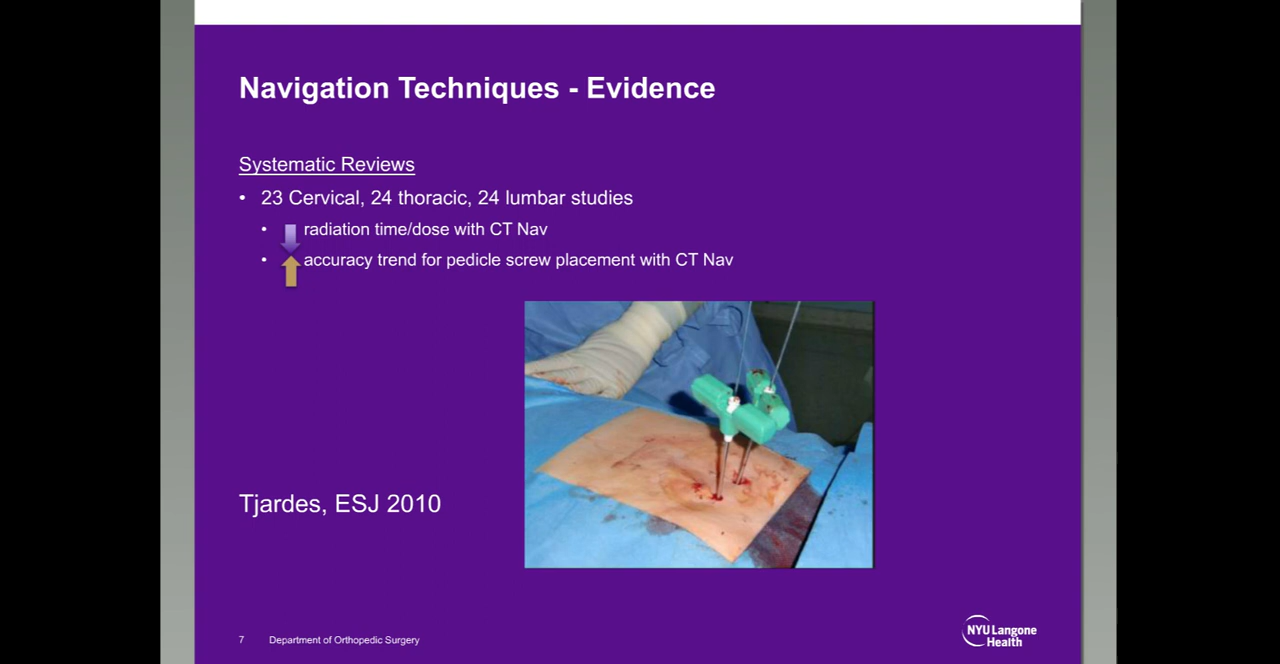 Navigation Techniques - Evidence
Systematic Reviews
• 23 Cervical, 24 thoracic, 24 lumbar studies
• radiation time/dose with CT Nav
• accuracy trend for pedicle screw placement with CT Nav
Tjardes, ESJ 2010
7 Department of Orthopedic Surgery
NYU Langone
Health